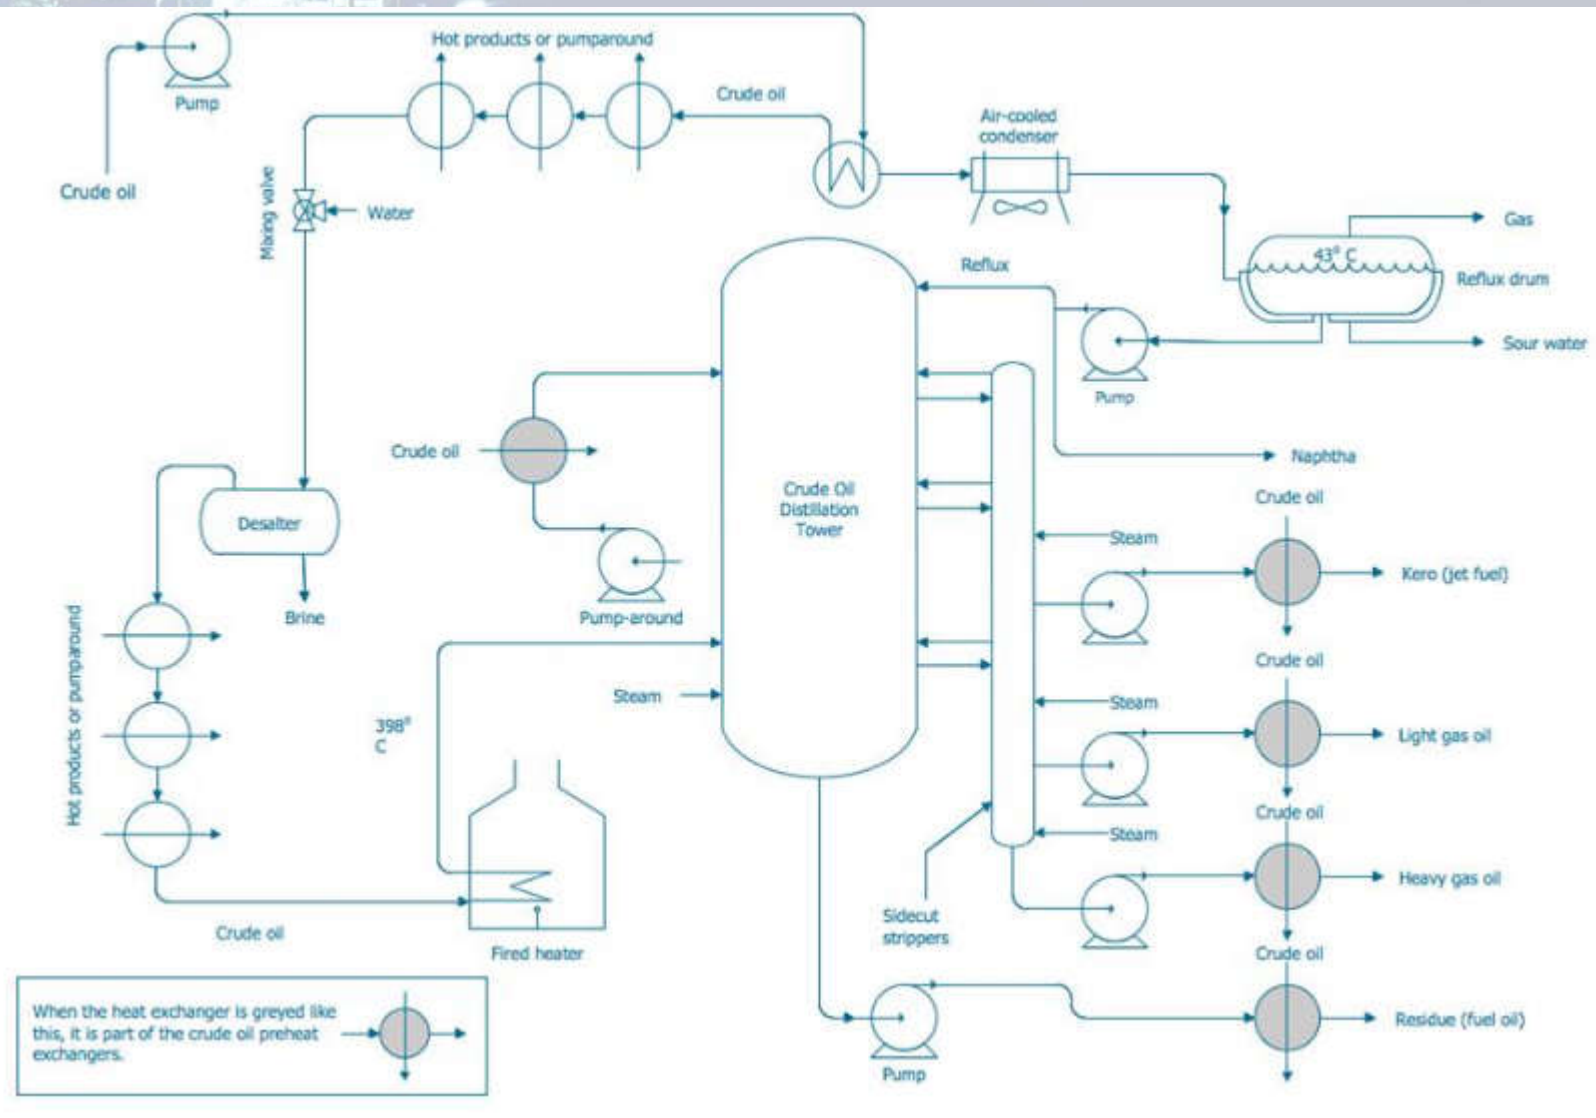 Hot products or pumparound
Pump
Crude oil
Air-cooled
condenser
Crude oil
Mixing valve
Water
Gas
43° C
Reflux
Reflux drum
Sour water
Pump
Crude oil
Naphtha
Crude Oil
Distillation
Tower
Crude oil
Desalter
Steam
Kero (jet fuel)
Brine
Pump-around
Hot products or pumparound
Crude oil
Steam
Steam
398°
C
Light gas oil
Crude oil
Steam
Heavy gas oil
Sidecut
strippers
Crude oil
Fired heater
Crude oil
When the heat exchanger is greyed like
this, it is part of the crude oil preheat
exchangers.
Residue (fuel oil)
Pump